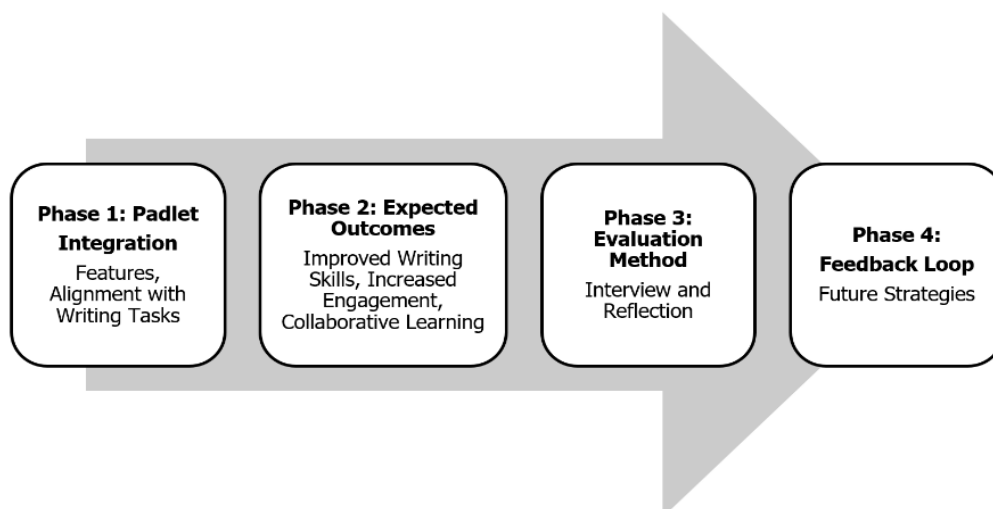 Phase 1: Padlet
Integration
Features,
Alignment with
Writing Tasks
Phase 2: Expected
Outcomes
Improved Writing
Skills, Increased
Engagement,
Collaborative Learning
Phase 3:
Evaluation
Method
Interview and
Reflection
Phase 4:
Feedback Loop
Future Strategies